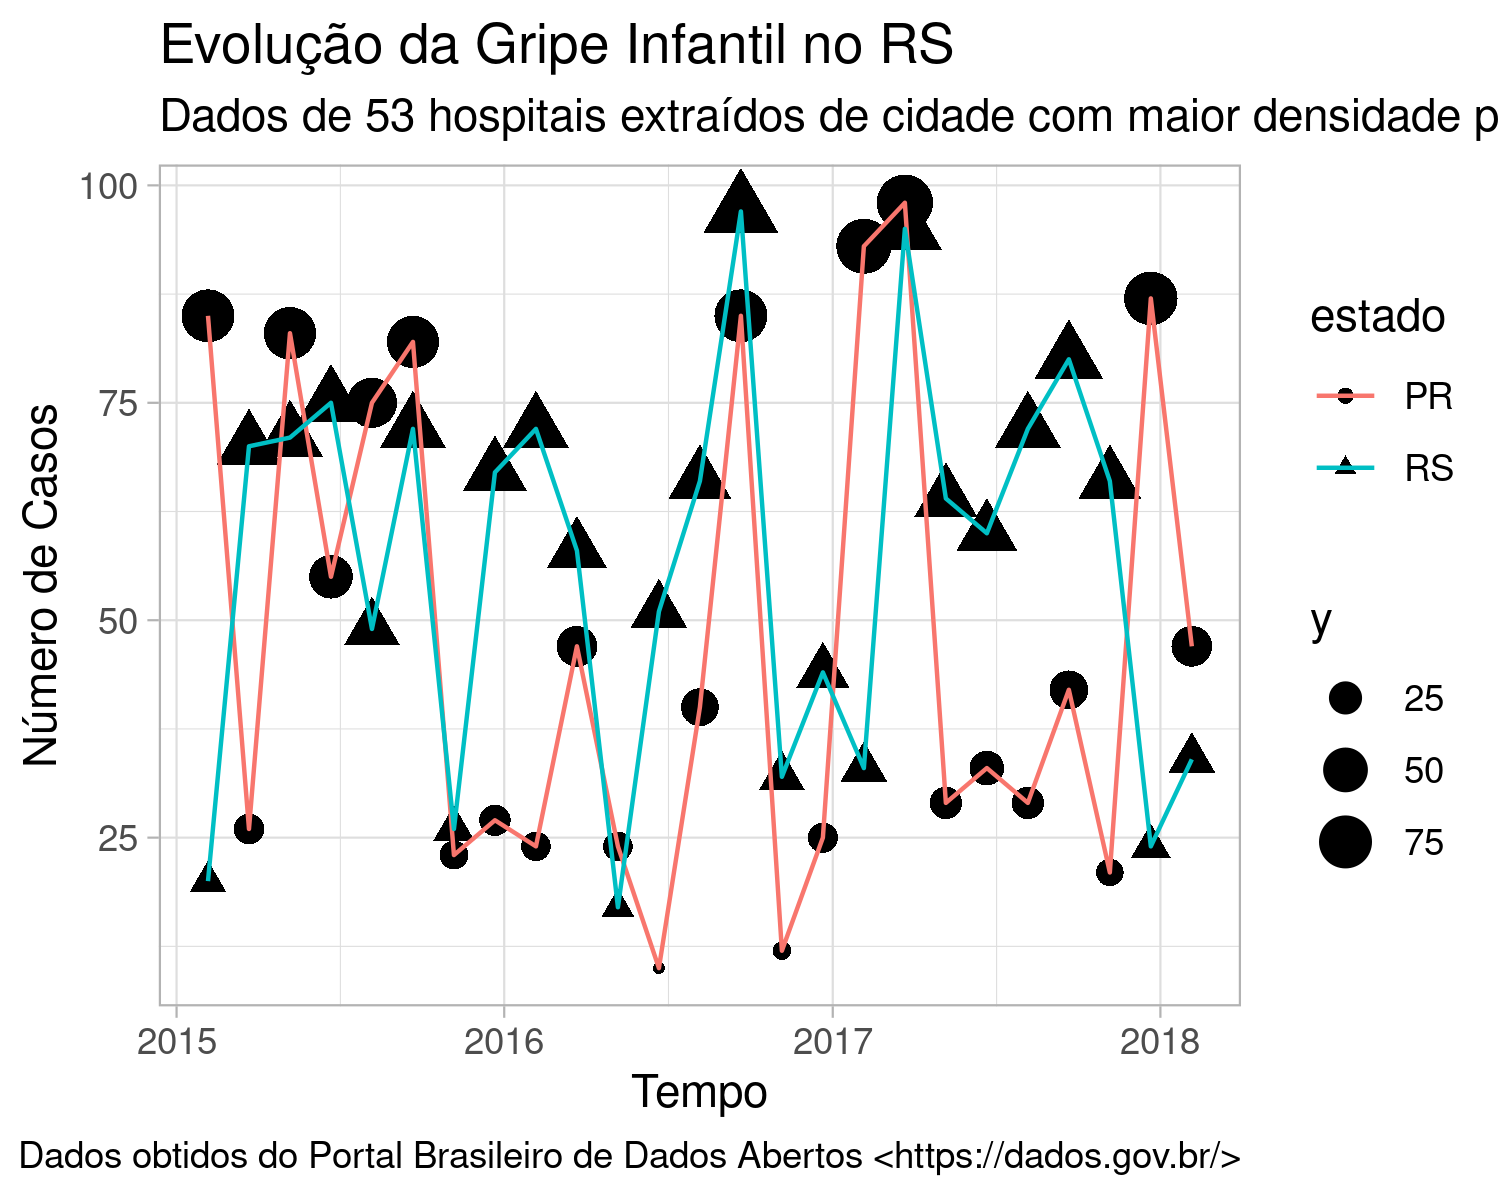 Evolução da Gripe Infantil no RS
Dados de 53 hospitais extraídos de cidade com maior densidade p
100
75
50
25
Número de Casos
2015 2016 2017 2018
Tempo
estado
PR
RS
y
25
50
75
Dados obtidos do Portal Brasileiro de Dados Abertos <https://dados.gov.br/>